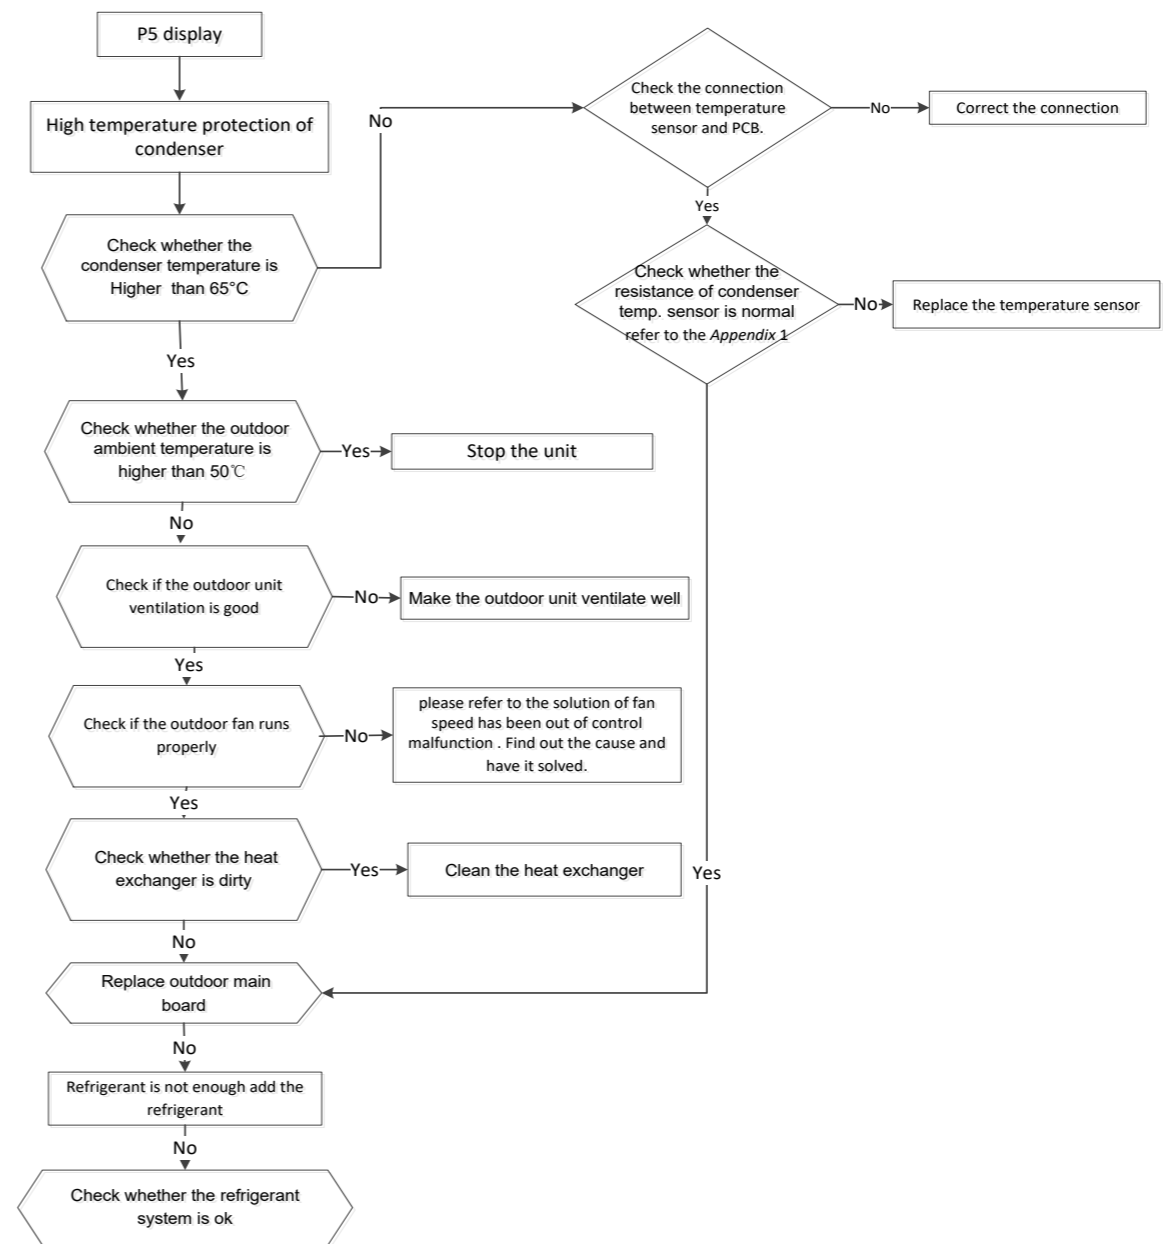 P5 display
High temperature protection of
condenser
Check whether the
condenser temperature is
Higher than 65°C
No
Check the connection
between temperature
sensor and PCB.
No
Correct the connection
Yes
Check whether the
resistance of condenser
temp. sensor is normal
refer to the Appendix 1
No
Replace the temperature sensor
Yes
Check whether the outdoor
ambient temperature is
higher than 50℃
Yes
Stop the unit
No
Check if the outdoor unit
ventilation is good
No
Make the outdoor unit ventilate well
Yes
Check if the outdoor fan runs
properly
No
please refer to the solution of fan
speed has been out of control
malfunction . Find out the cause and
have it solved.
Yes
Check whether the heat
exchanger is dirty
Yes
Clean the heat exchanger
Yes
No
Replace outdoor main
board
No
Refrigerant is not enough add the
refrigerant
No
Check whether the refrigerant
system is ok